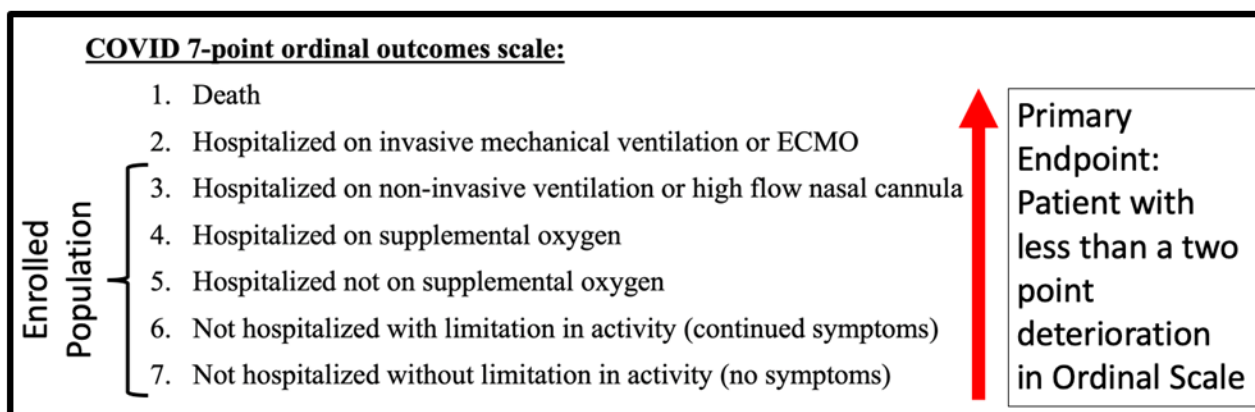 COVID 7-point ordinal outcomes scale:
1. Death
2. Hospitalized on invasive mechanical ventilation or ECMO
3. Hospitalized on non-invasive ventilation or high flow nasal cannula
4. Hospitalized on supplemental oxygen
5. Hospitalized not on supplemental oxygen
6. Not hospitalized with limitation in activity (continued symptoms)
7. Not hospitalized without limitation in activity (no symptoms)
Enrolled
Population
Primary
Endpoint:
Patient with
less than a two
point
deterioration
in Ordinal Scale